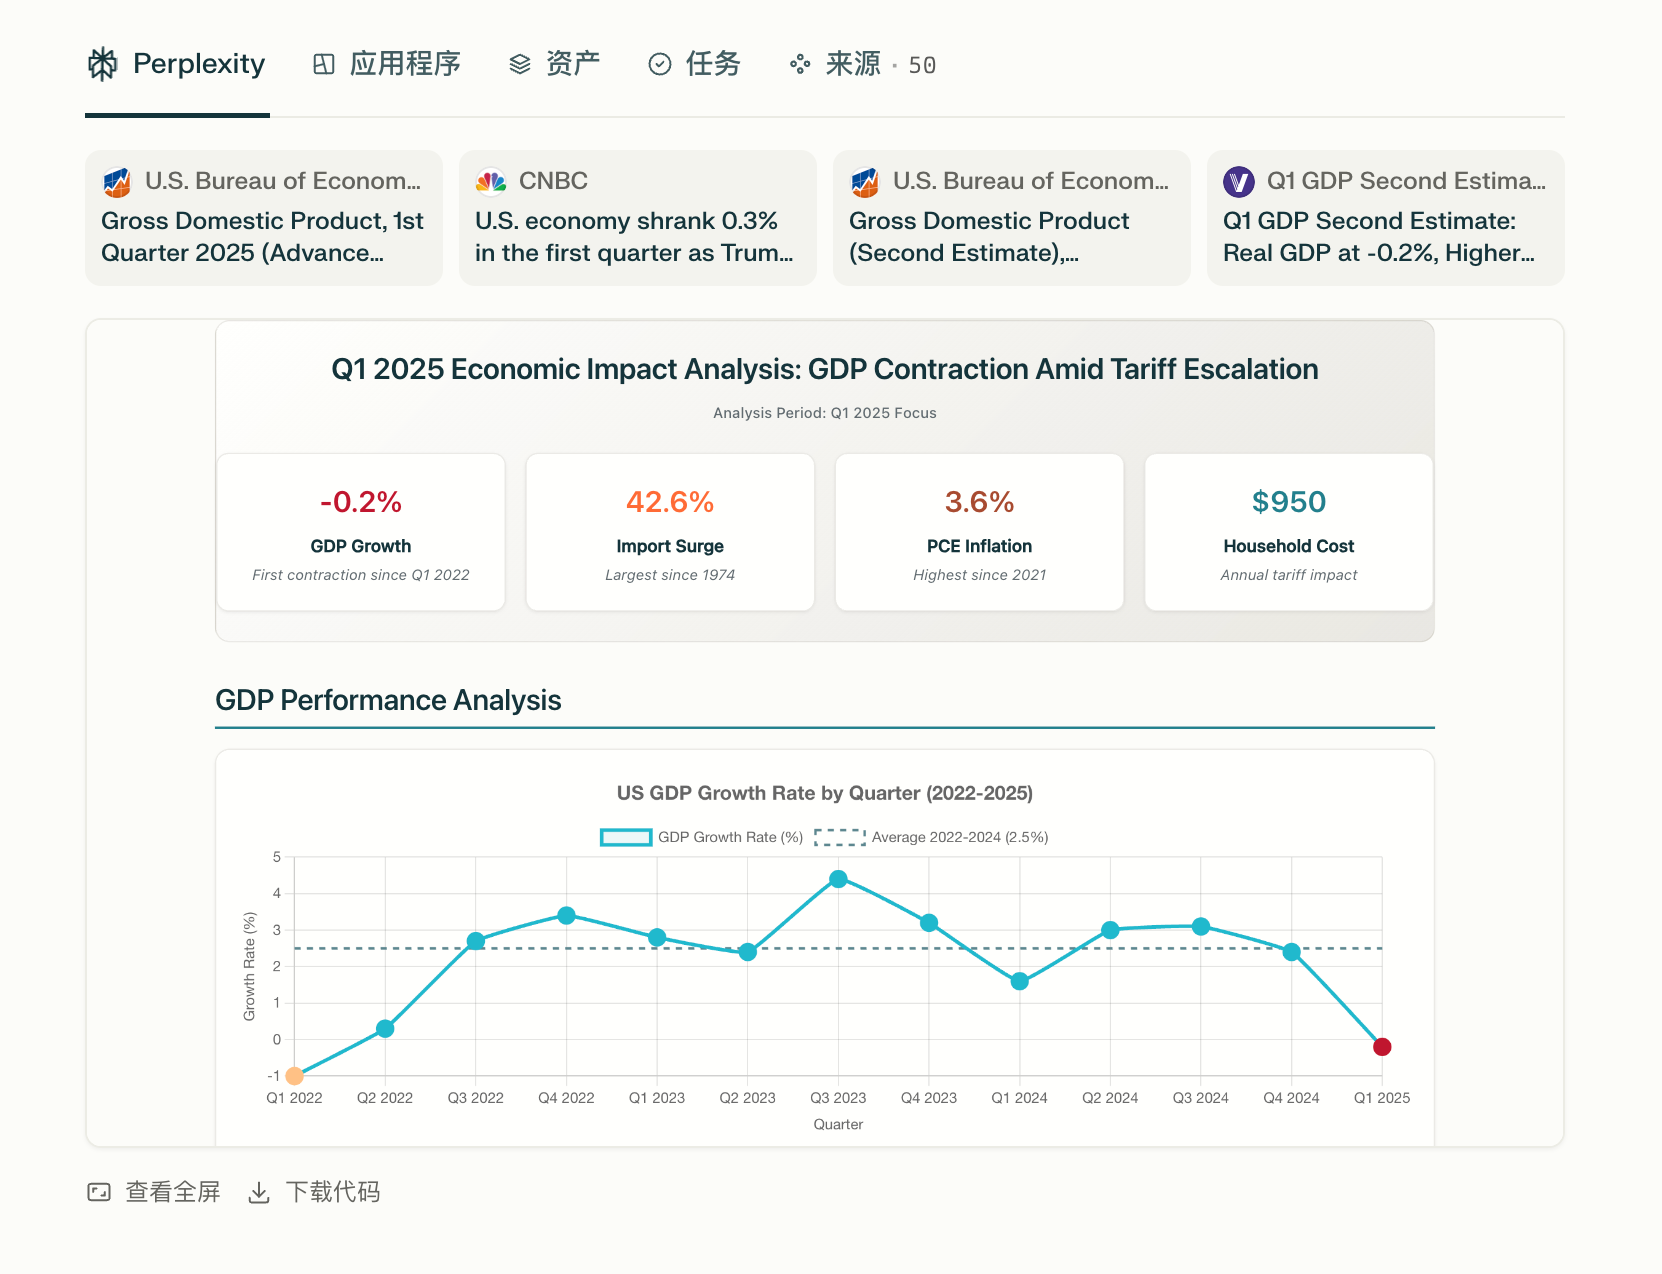 Perplexity 应用程序 资产 任务 来源 · 50
U.S. Bureau of Econom...
Gross Domestic Product, 1st
Quarter 2025 (Advance...
CNBC
U.S. economy shrank 0.3%
in the first quarter as Trum...
U.S. Bureau of Econom...
Gross Domestic Product
(Second Estimate),...
Q1 GDP Second Estima...
Q1 GDP Second Estimate:
Real GDP at -0.2%, Higher...
Q1 2025 Economic Impact Analysis: GDP Contraction Amid Tariff Escalation
Analysis Period: Q1 2025 Focus
-0.2%
GDP Growth
First contraction since Q1 2022
42.6%
Import Surge
Largest since 1974
3.6%
PCE Inflation
Highest since 2021
$950
Household Cost
Annual tariff impact
GDP Performance Analysis
US GDP Growth Rate by Quarter (2022-2025)
GDP Growth Rate (%) Average 2022-2024 (2.5%)
Growth Rate (%)
5
4
3
2
1
0
-1
Q1 2022 Q2 2022 Q3 2022 Q4 2022 Q1 2023 Q2 2023 Q3 2023 Q4 2023 Q1 2024 Q2 2024 Q3 2024 Q4 2024 Q1 2025
Quarter
查看全屏 下载代码